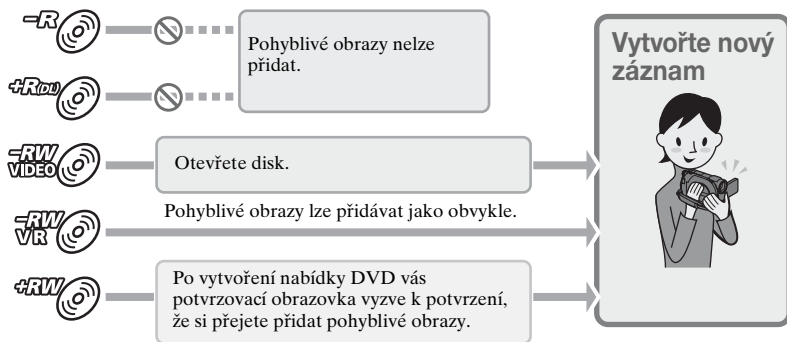 -R
Pohyblivé obrazy nelze
přidat.
+R(DL)
-RW
VIDEO
Otevřete disk.
Pohyblivé obrazy lze přidávat jako obvykle.
-RW
VR
+RW
Po vytvoření nabídky DVD vás
potvrzovací obrazovka vyzve k potvrzení,
že si přejete přidat pohyblivé obrazy.
Vytvořte nový
záznam